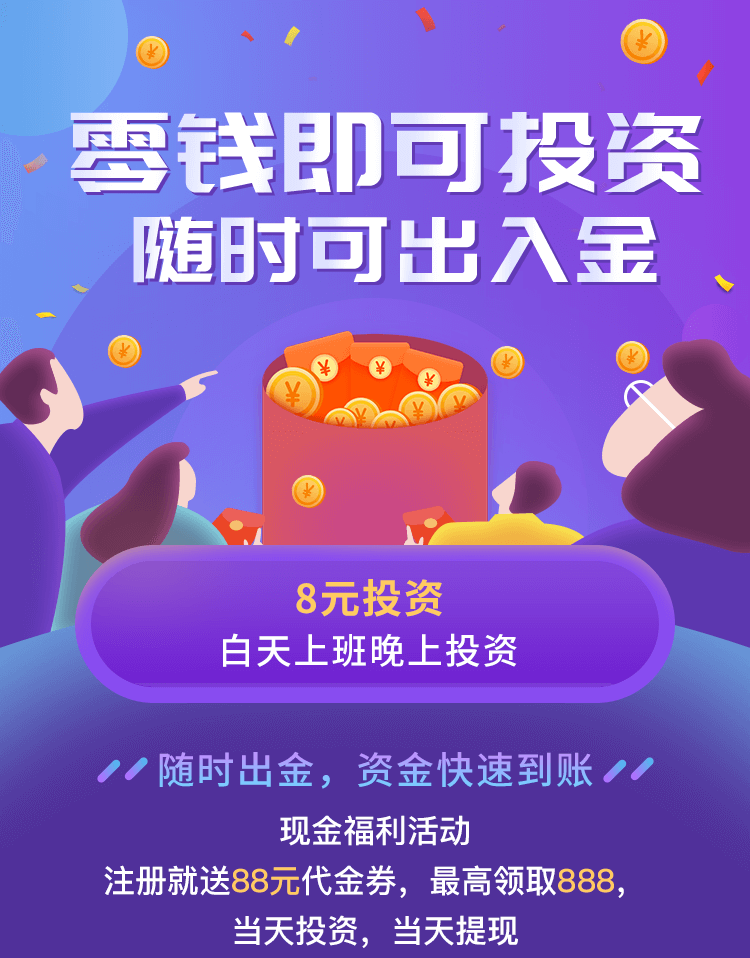 零钱即可投资
随时可出入金
8元投资
白天上班晚上投资
随时出金，资金快速到账
现金福利活动
注册就送88元代金券，最高领取888，
当天投资，当天提现